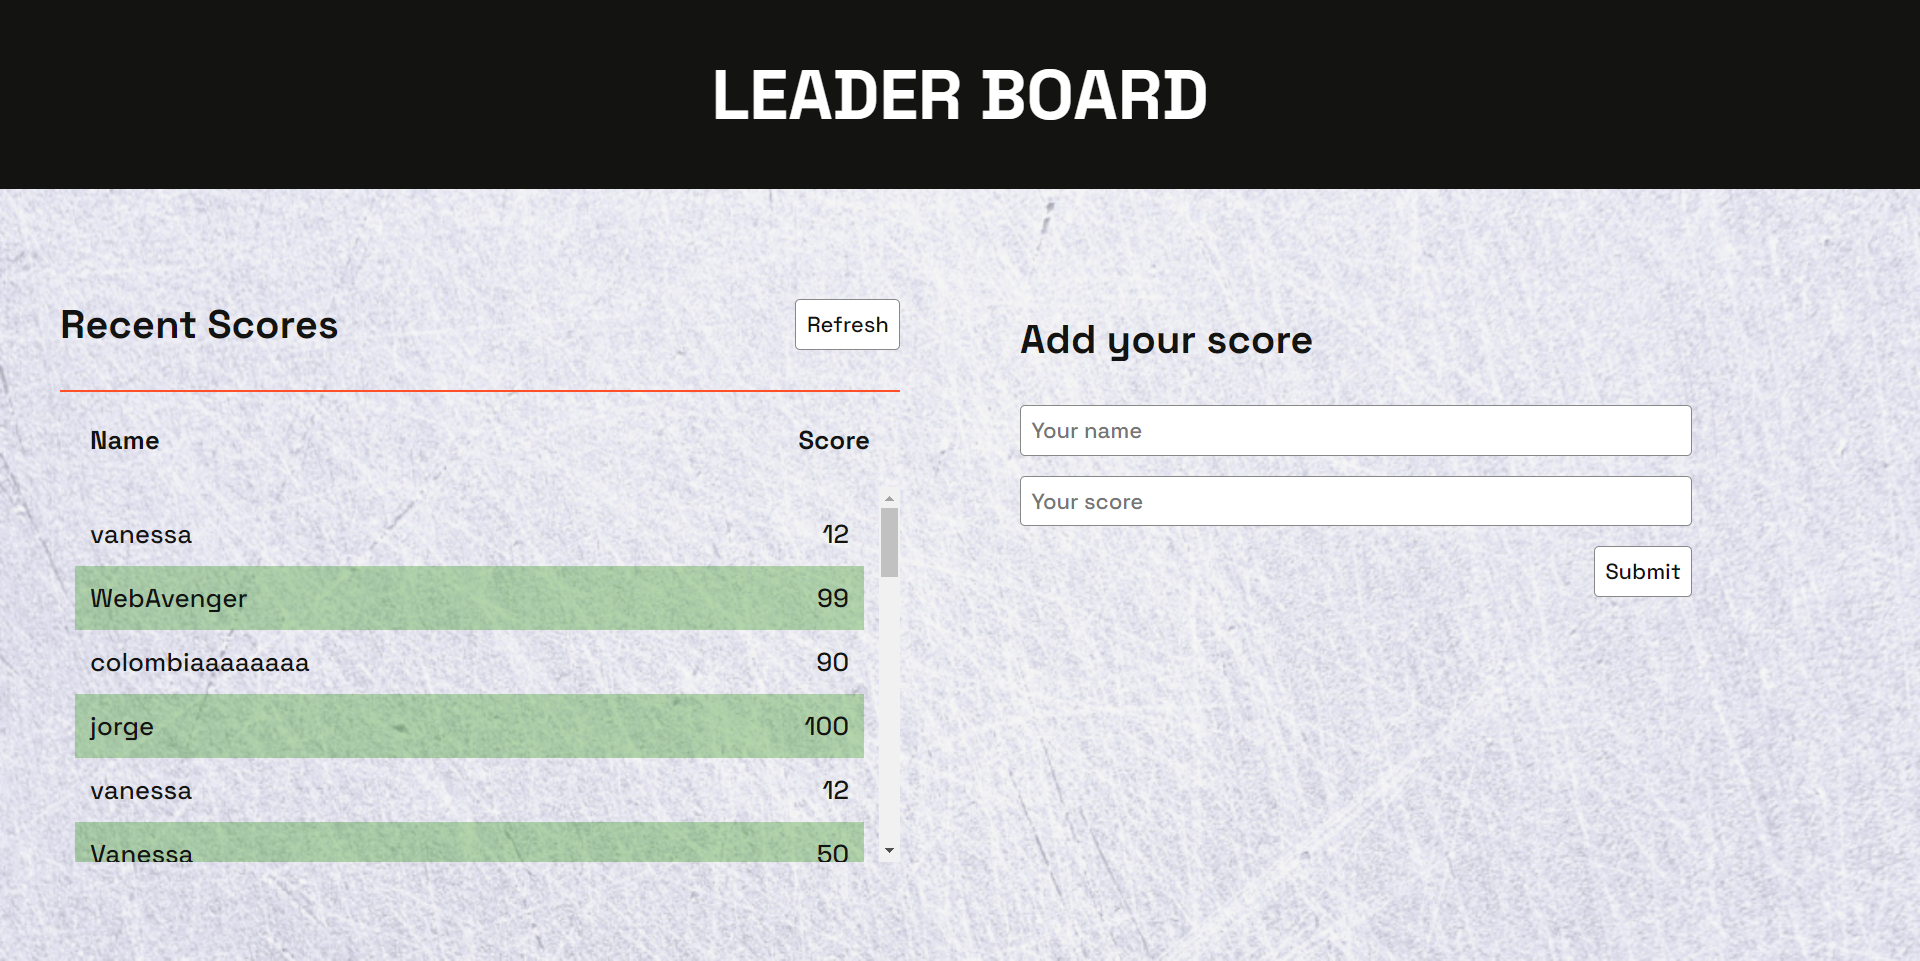 LEADER BOARD
Recent Scores
Refresh
Name Score
vanessa 12
WebAvenger 99
colombiaaaaaaaa 90
jorge 100
vanessa 12
Vanessa 50
Add your score
Your name
Your score
Submit